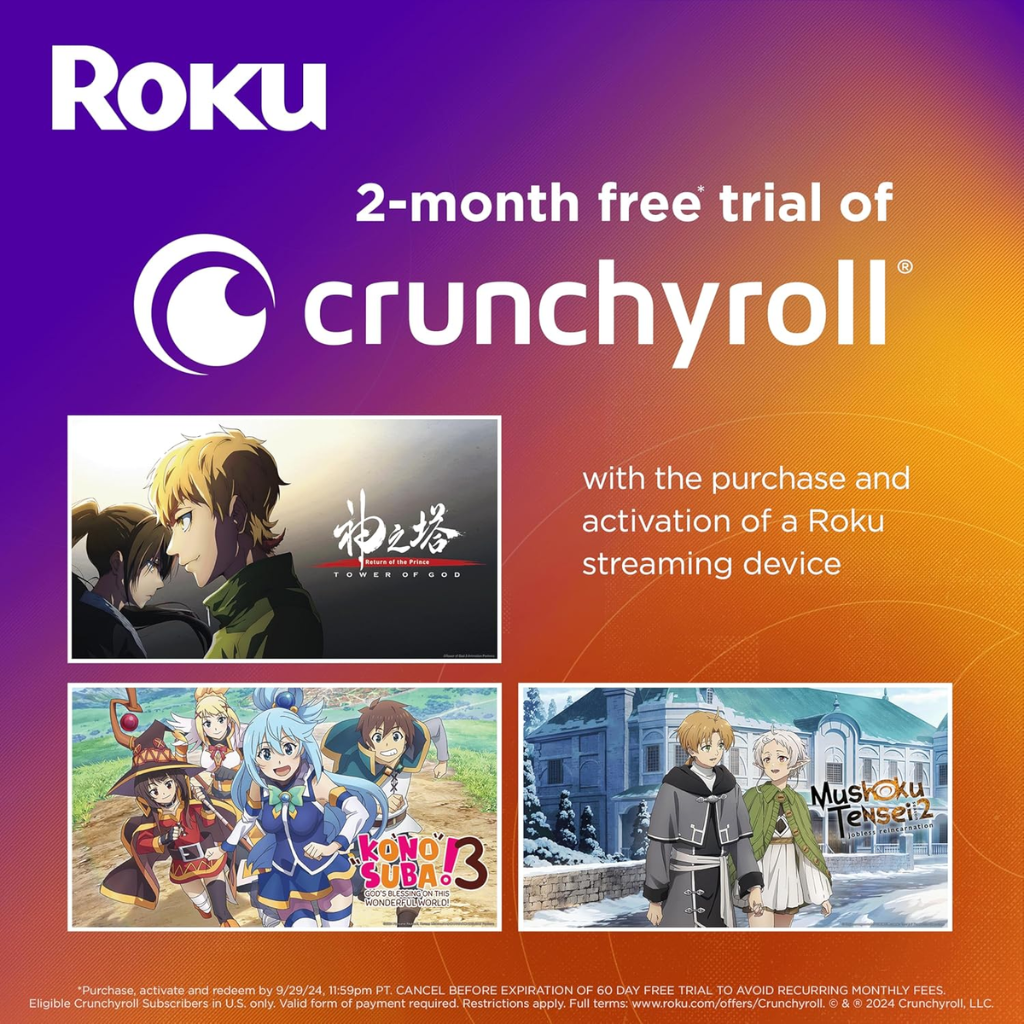 Roku
2-month free* trial of
crunchyroll®
神之塔
Return of the Prince
TOWER OF GOD
with the purchase and
activation of a Roku
streaming device
KONO
SUBA!3
GOD'S BLESSING ON THIS
WONDERFUL WORLD!
Mushoku
Tensei 2
jobless reincarnation
*Purchase, activate and redeem by 9/29/24, 11:59pm PT. CANCEL BEFORE EXPIRATION OF 60 DAY FREE TRIAL TO AVOID RECURRING MONTHLY FEES.
Eligible Crunchyroll Subscribers in U.S. only. Valid form of payment required. Restrictions apply. Full terms: www.roku.com/offers/Crunchyroll. © & ® 2024 Crunchyroll, LLC.